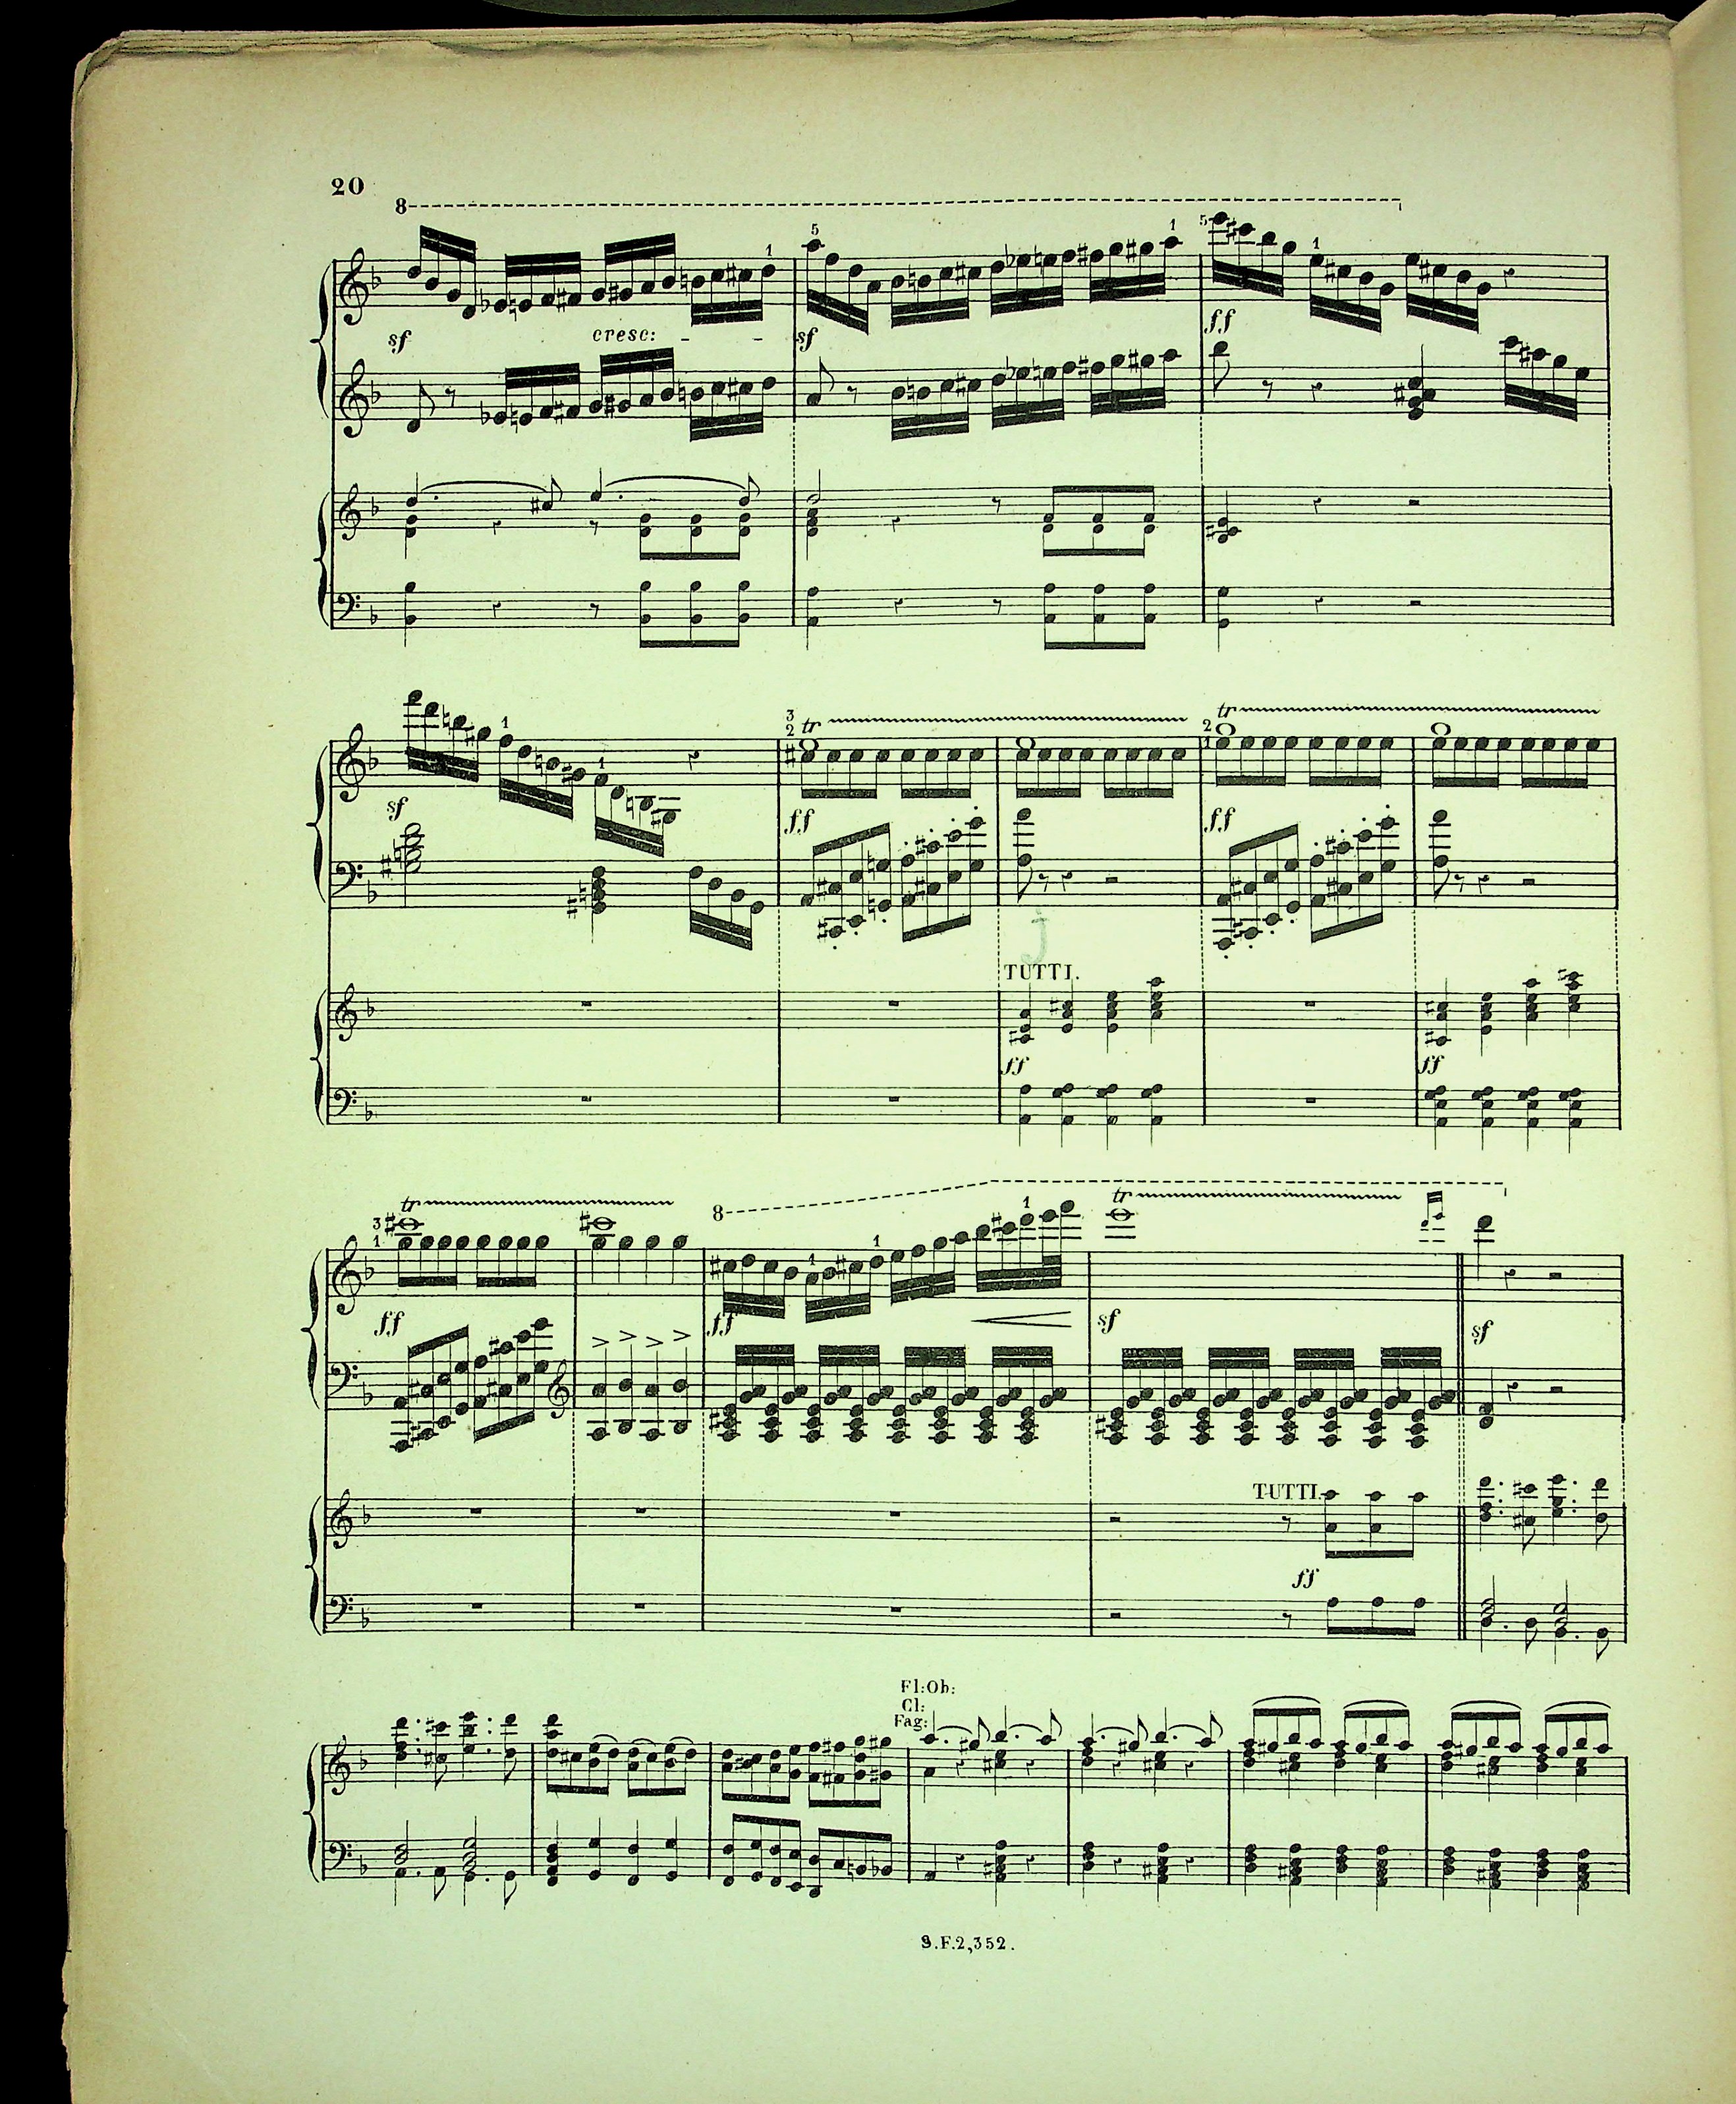 20
8
1
5
1
5
1
sf
cresc:
sf
ff
1
1
3
2
tr
2
1
tr
sf
ff
ff
TUTTI.
ff
ff
3
1
tr
8
1
1
1
tr
ff
ff
sf
sf
TUTTI.
ff
Fl:Ob:
Cl:
Fag:
S.F.2,352.